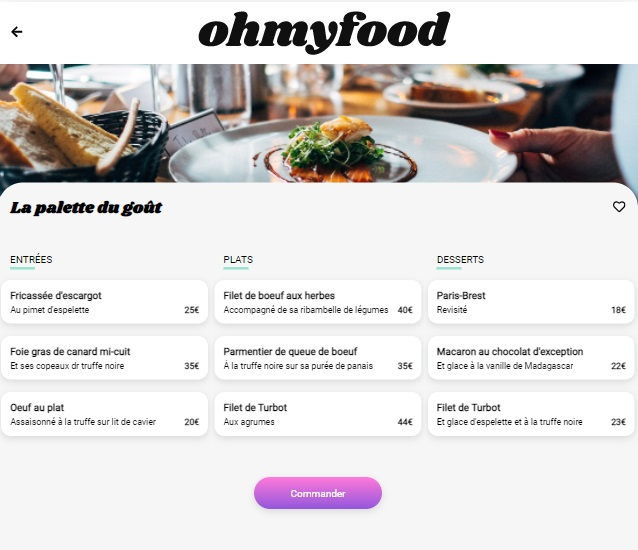 ohmyfood
La palette du goût
ENTRÉES
Fricassée d'escargot
Au pimet d'espelette 25€
Foie gras de canard mi-cuit
Et ses copeaux dr truffe noire 35€
Oeuf au plat
Assaisonné à la truffe sur lit de cavier 20€
PLATS
Filet de boeuf aux herbes
Accompagné de sa ribambelle de légumes 40€
Parmentier de queue de boeuf
À la truffe noire sur sa purée de panais 35€
Filet de Turbot
Aux agrumes 44€
DESSERTS
Paris-Brest
Revisité 18€
Macaron au chocolat d'exception
Et glace à la vanille de Madagascar 22€
Filet de Turbot
Et glace d'espelette et à la truffe noire 23€
Commander